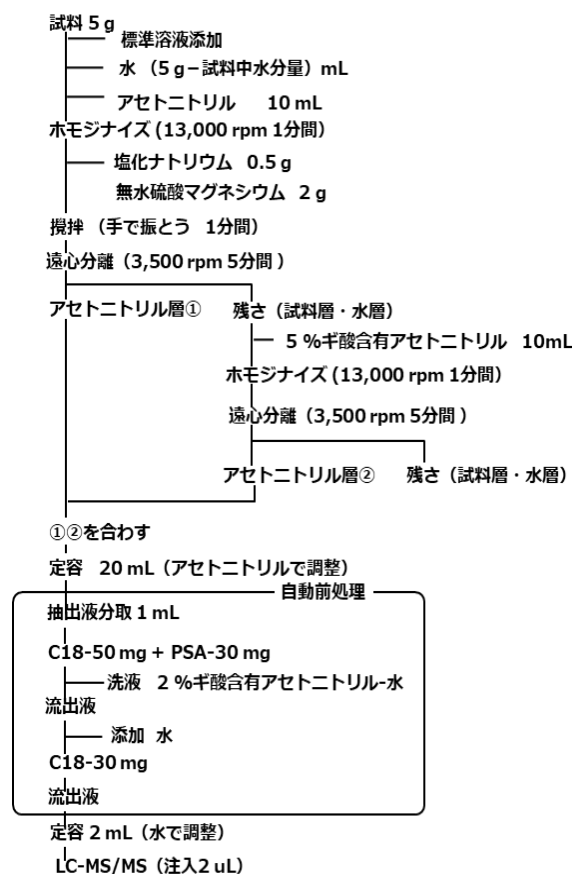 試料 5 g
標準溶液添加
水 （5 g－試料中水分量）mL
アセトニトリル 10 mL
ホモジナイズ (13,000 rpm 1分間）
塩化ナトリウム 0.5 g
無水硫酸マグネシウム 2 g
撹拌 （手で振とう 1分間）
遠心分離（3,500 rpm 5分間 ）
アセトニトリル層① 残さ（試料層・水層）
5 %ギ酸含有アセトニトリル 10mL
ホモジナイズ (13,000 rpm 1分間）
遠心分離（3,500 rpm 5分間 ）
アセトニトリル層② 残さ（試料層・水層）
①②を合わす
定容 20 mL（アセトニトリルで調整）
自動前処理
抽出液分取 1 mL
C18-50 mg + PSA-30 mg
洗液 2 %ギ酸含有アセトニトリル-水
流出液
添加 水
C18-30 mg
流出液
定容 2 mL（水で調整）
LC-MS/MS（注入2 uL）